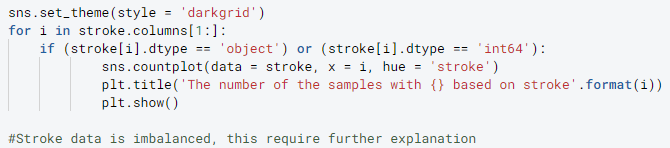 sns.set_theme(style = 'darkgrid')
for i in stroke.columns[1:]:
    if (stroke[i].dtype == 'object') or (stroke[i].dtype == 'int64'):
            sns.countplot(data = stroke, x = i, hue = 'stroke')
            plt.title('The number of the samples with {} based on stroke'.format(i))
            plt.show()

#Stroke data is imbalanced, this require further explanation